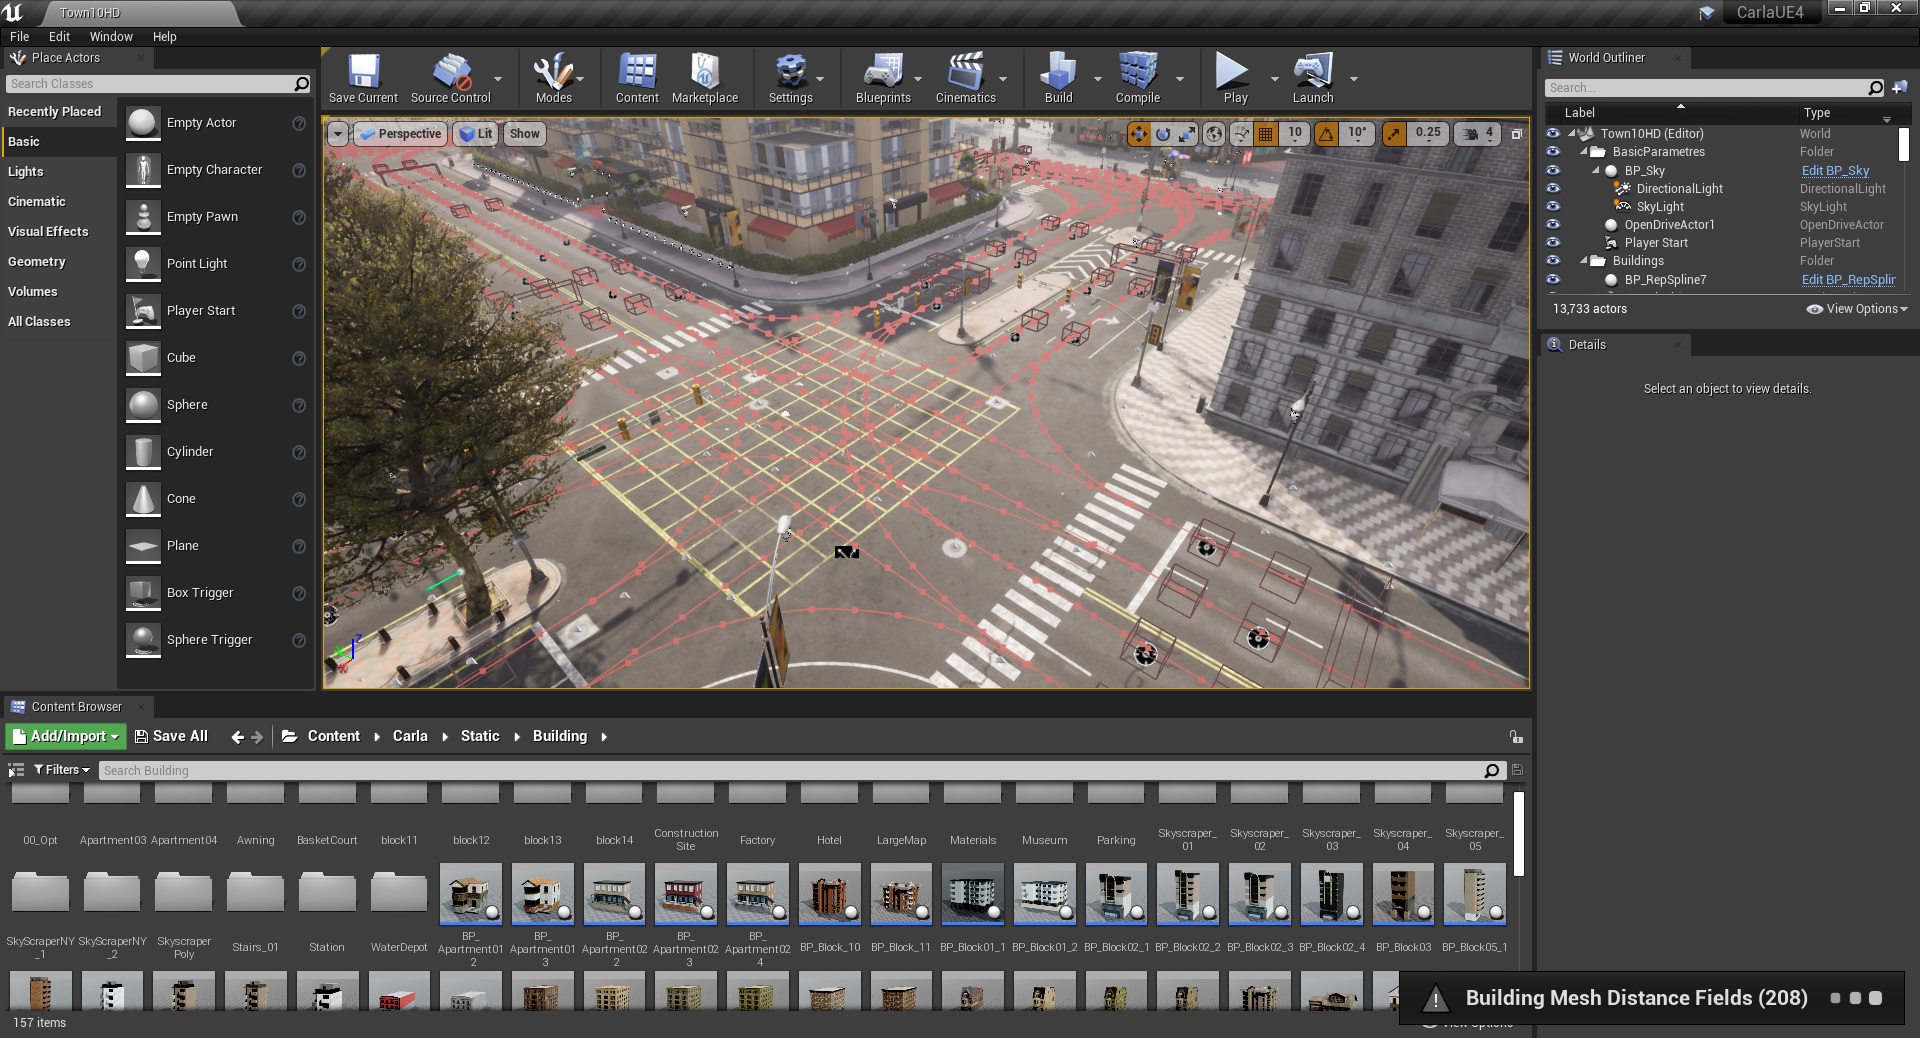 Town10HD
CarlaUE4
File Edit Window Help
Place Actors
Search Classes
Recently Placed
Basic
Lights
Cinematic
Visual Effects
Geometry
Volumes
All Classes
Empty Actor
Empty Character
Empty Pawn
Point Light
Player Start
Cube
Sphere
Cylinder
Cone
Plane
Box Trigger
Sphere Trigger
Save Current Source Control Modes Content Marketplace Settings Blueprints Cinematics Build Compile Play Launch
Perspective Lit Show 10 10° 0.25 4
World Outliner
Search...
Label Type
Town10HD (Editor) World
BasicParametres Folder
BP_Sky Edit BP_Sky
DirectionalLight DirectionalLight
SkyLight SkyLight
OpenDriveActor1 OpenDriveActor
Player Start PlayerStart
Buildings Folder
BP_RepSpline7 Edit BP_RepSplin
13,733 actors View Options
Details
Select an object to view details.
Content Browser
Add/Import Save All Content Carla Static Building
Filters Search Building
00_Opt Apartment03 Apartment04 Awning BasketCourt block11 block12 block13 block14 Construction Site Factory Hotel LargeMap Materials Museum Parking Skyscraper_01 Skyscraper_02 Skyscraper_03 Skyscraper_04 Skyscraper_05
SkyScraperNY_1 SkyScraperNY_2 Skyscraper Poly Stairs_01 Station WaterDepot BP_Apartment012 BP_Apartment013 BP_Apartment022 BP_Apartment023 BP_Apartment024 BP_Block_10 BP_Block_11 BP_Block01_1 BP_Block01_2 BP_Block02_1 BP_Block02_2 BP_Block02_3 BP_Block02_4 BP_Block03 BP_Block05_1
Building Mesh Distance Fields (208)
157 items View Options